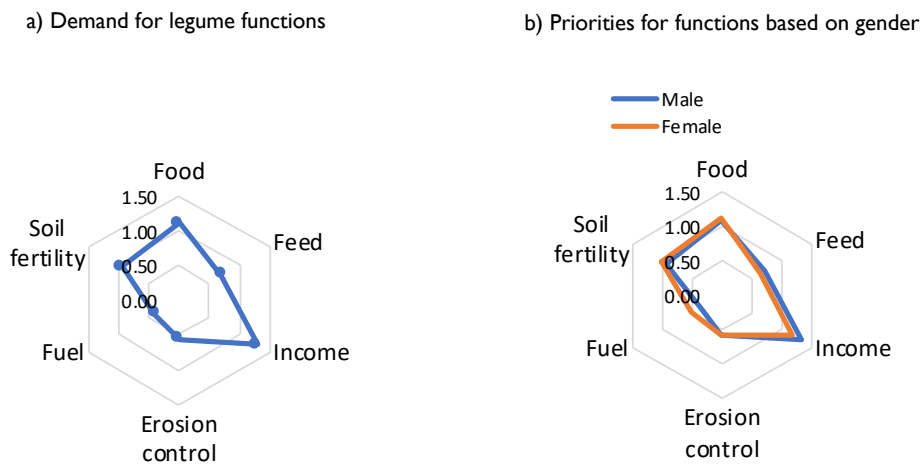 a) Demand for legume functions
Food
1.50
1.00
0.50
0.00
Soil
fertility
Feed
Fuel
Income
Erosion
control
b) Priorities for functions based on gender
Male
Female
Food
1.50
1.00
0.50
0.00
Soil
fertility
Feed
Fuel
Income
Erosion
control